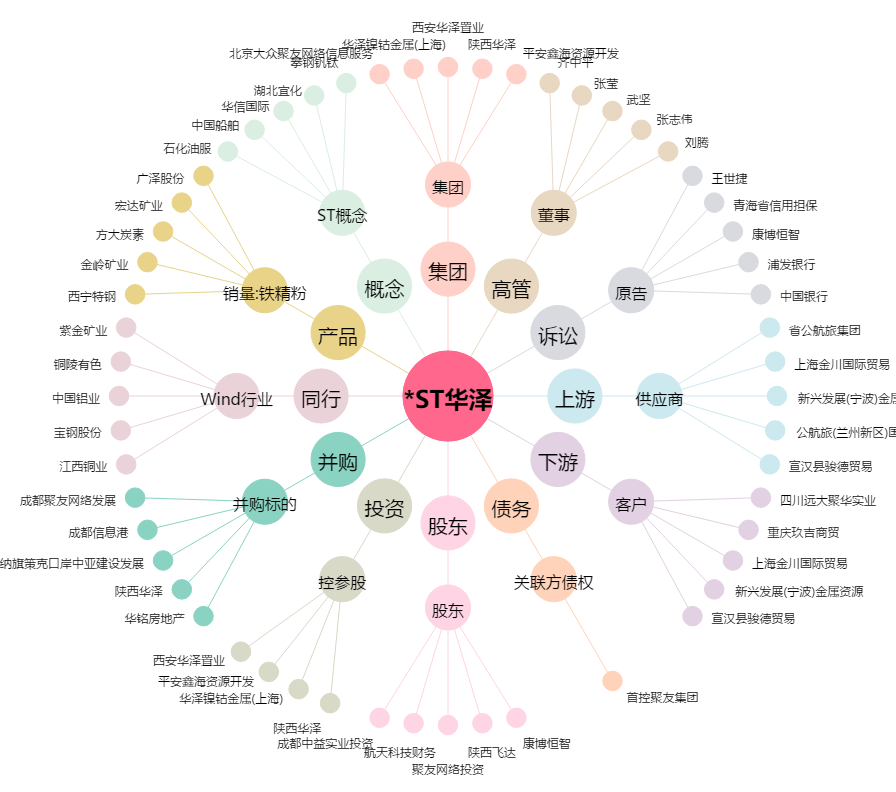 西安华泽置业
华泽镍钴金属(上海)
陕西华泽
北京大众聚友网络信息服务
平安鑫海资源开发
攀钢钒钛
齐中平
湖北宜化
张莹
华信国际
武坚
中国船舶
张志伟
石化油服
刘腾
集团
广泽股份
王世捷
宏达矿业
ST概念
董事
青海省信用担保
方大炭素
康博恒智
金岭矿业
集团
浦发银行
概念
高管
西宁特钢
销量:铁精粉
原告
中国银行
紫金矿业
产品
诉讼
省公航旅集团
铜陵有色
上海金川国际贸易
中国铝业
Wind行业
同行
*ST华泽
上游
供应商
新兴发展(宁波)金属
宝钢股份
公航旅(兰州新区)国
江西铜业
并购
下游
宣汉县骏德贸易
成都聚友网络发展
并购标的
投资
债务
客户
四川远大聚华实业
股东
成都信息港
重庆玖吉商贸
纳旗策克口岸中亚建设发展
上海金川国际贸易
控参股
关联方债权
陕西华泽
新兴发展(宁波)金属资源
华铭房地产
股东
宣汉县骏德贸易
西安华泽置业
平安鑫海资源开发
华泽镍钴金属(上海)
首控聚友集团
陕西华泽
成都中益实业投资
康博恒智
航天科技财务
陕西飞达
聚友网络投资